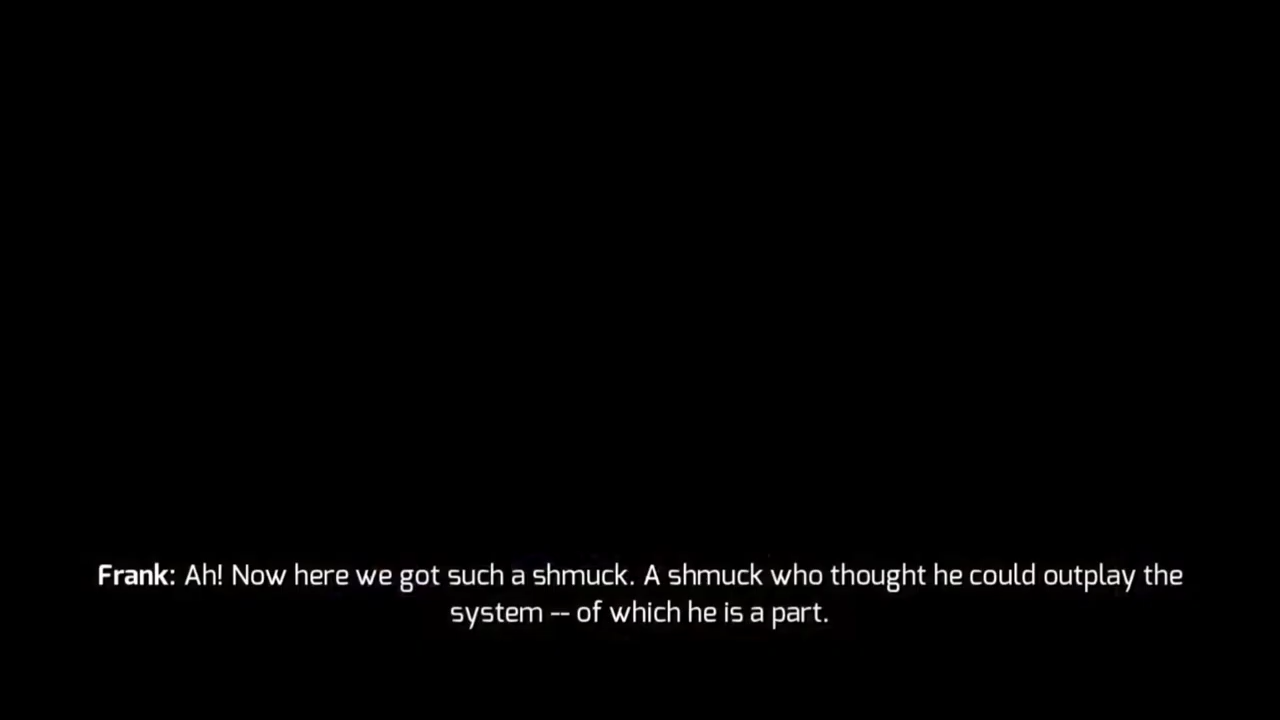 Frank: Ah! Now here we got such a shmuck. A shmuck who thought he could outplay the
system -- of which he is a part.